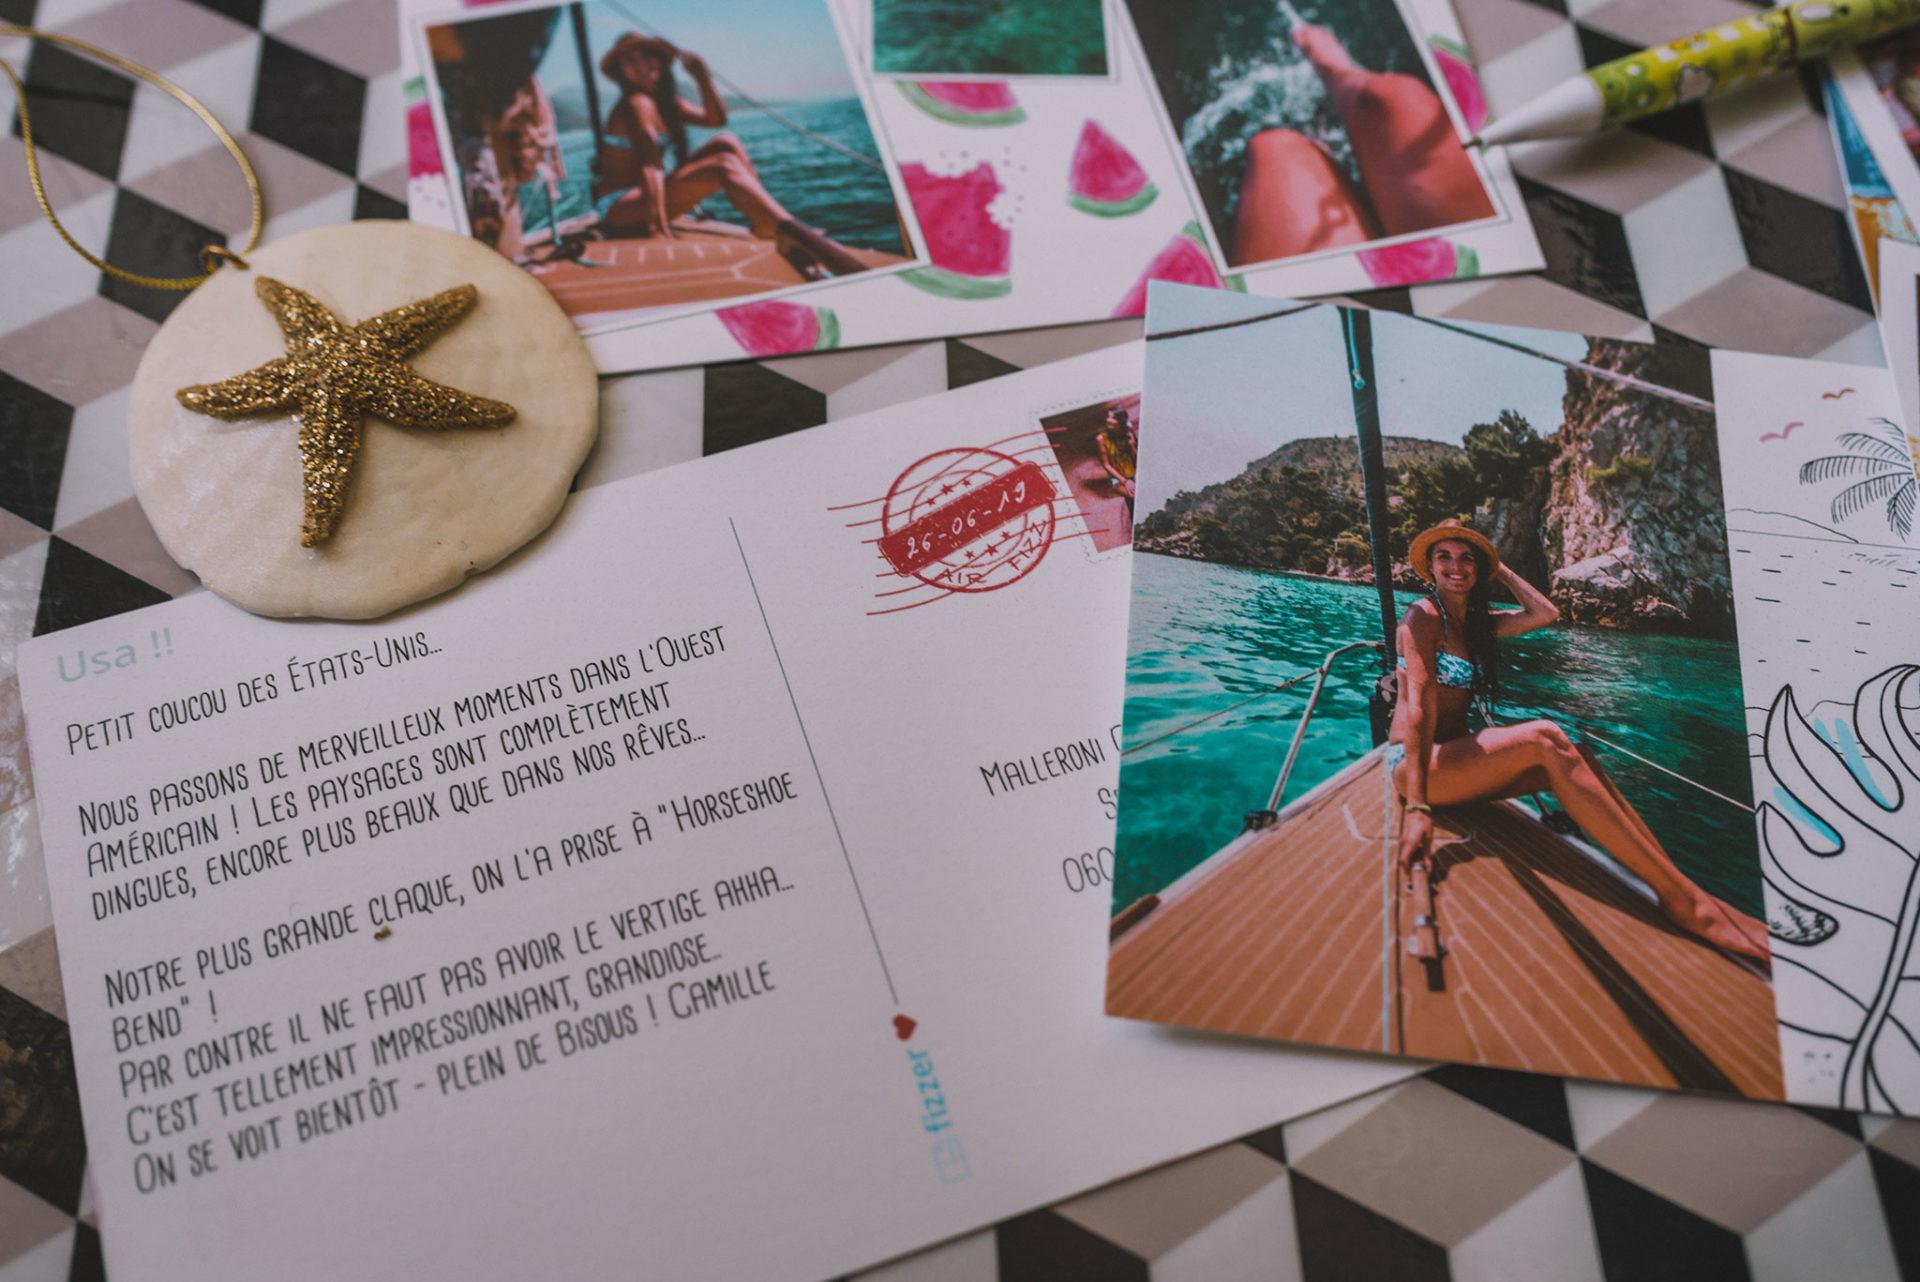 Usa !!
PETIT COUCOU DES ÉTATS-UNIS...
NOUS PASSONS DE MERVEILLEUX MOMENTS DANS L'OUEST
AMÉRICAIN ! LES PAYSAGES SONT COMPLÈTEMENT
DINGUES, ENCORE PLUS BEAUX QUE DANS NOS RÊVES...
NOTRE PLUS GRANDE CLAQUE, ON L'A PRISE À "HORSESHOE
BEND" !
PAR CONTRE IL NE FAUT PAS AVOIR LE VERTIGE AHHA...
C'EST TELLEMENT IMPRESSIONNANT, GRANDIOSE..
ON SE VOIT BIENTÔT - PLEIN DE BISOUS ! CAMILLE
26-06-19
AIR
MALLERONI
060
fizzer